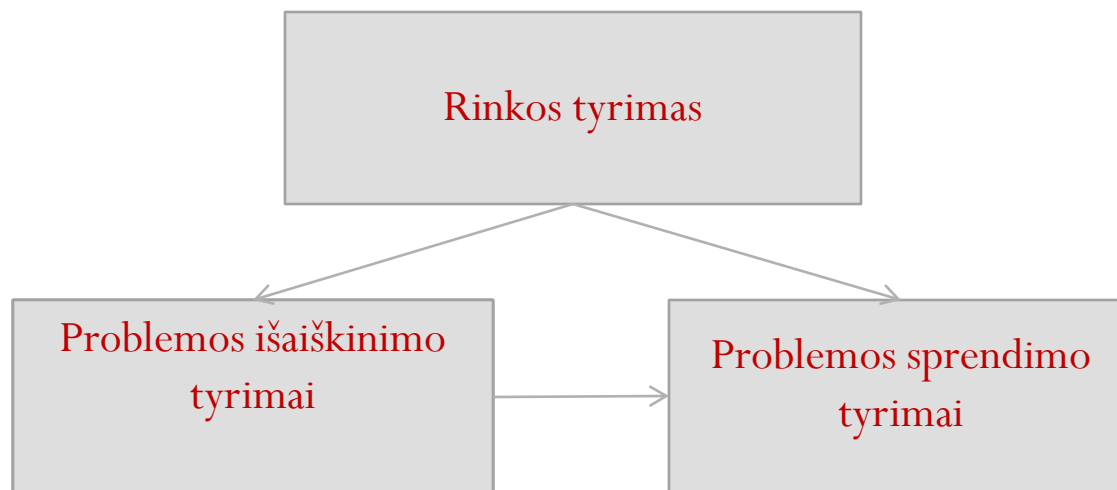 Rinkos tyrimas
Problemos išaiškinimo
tyrimai
Problemos sprendimo
tyrimai